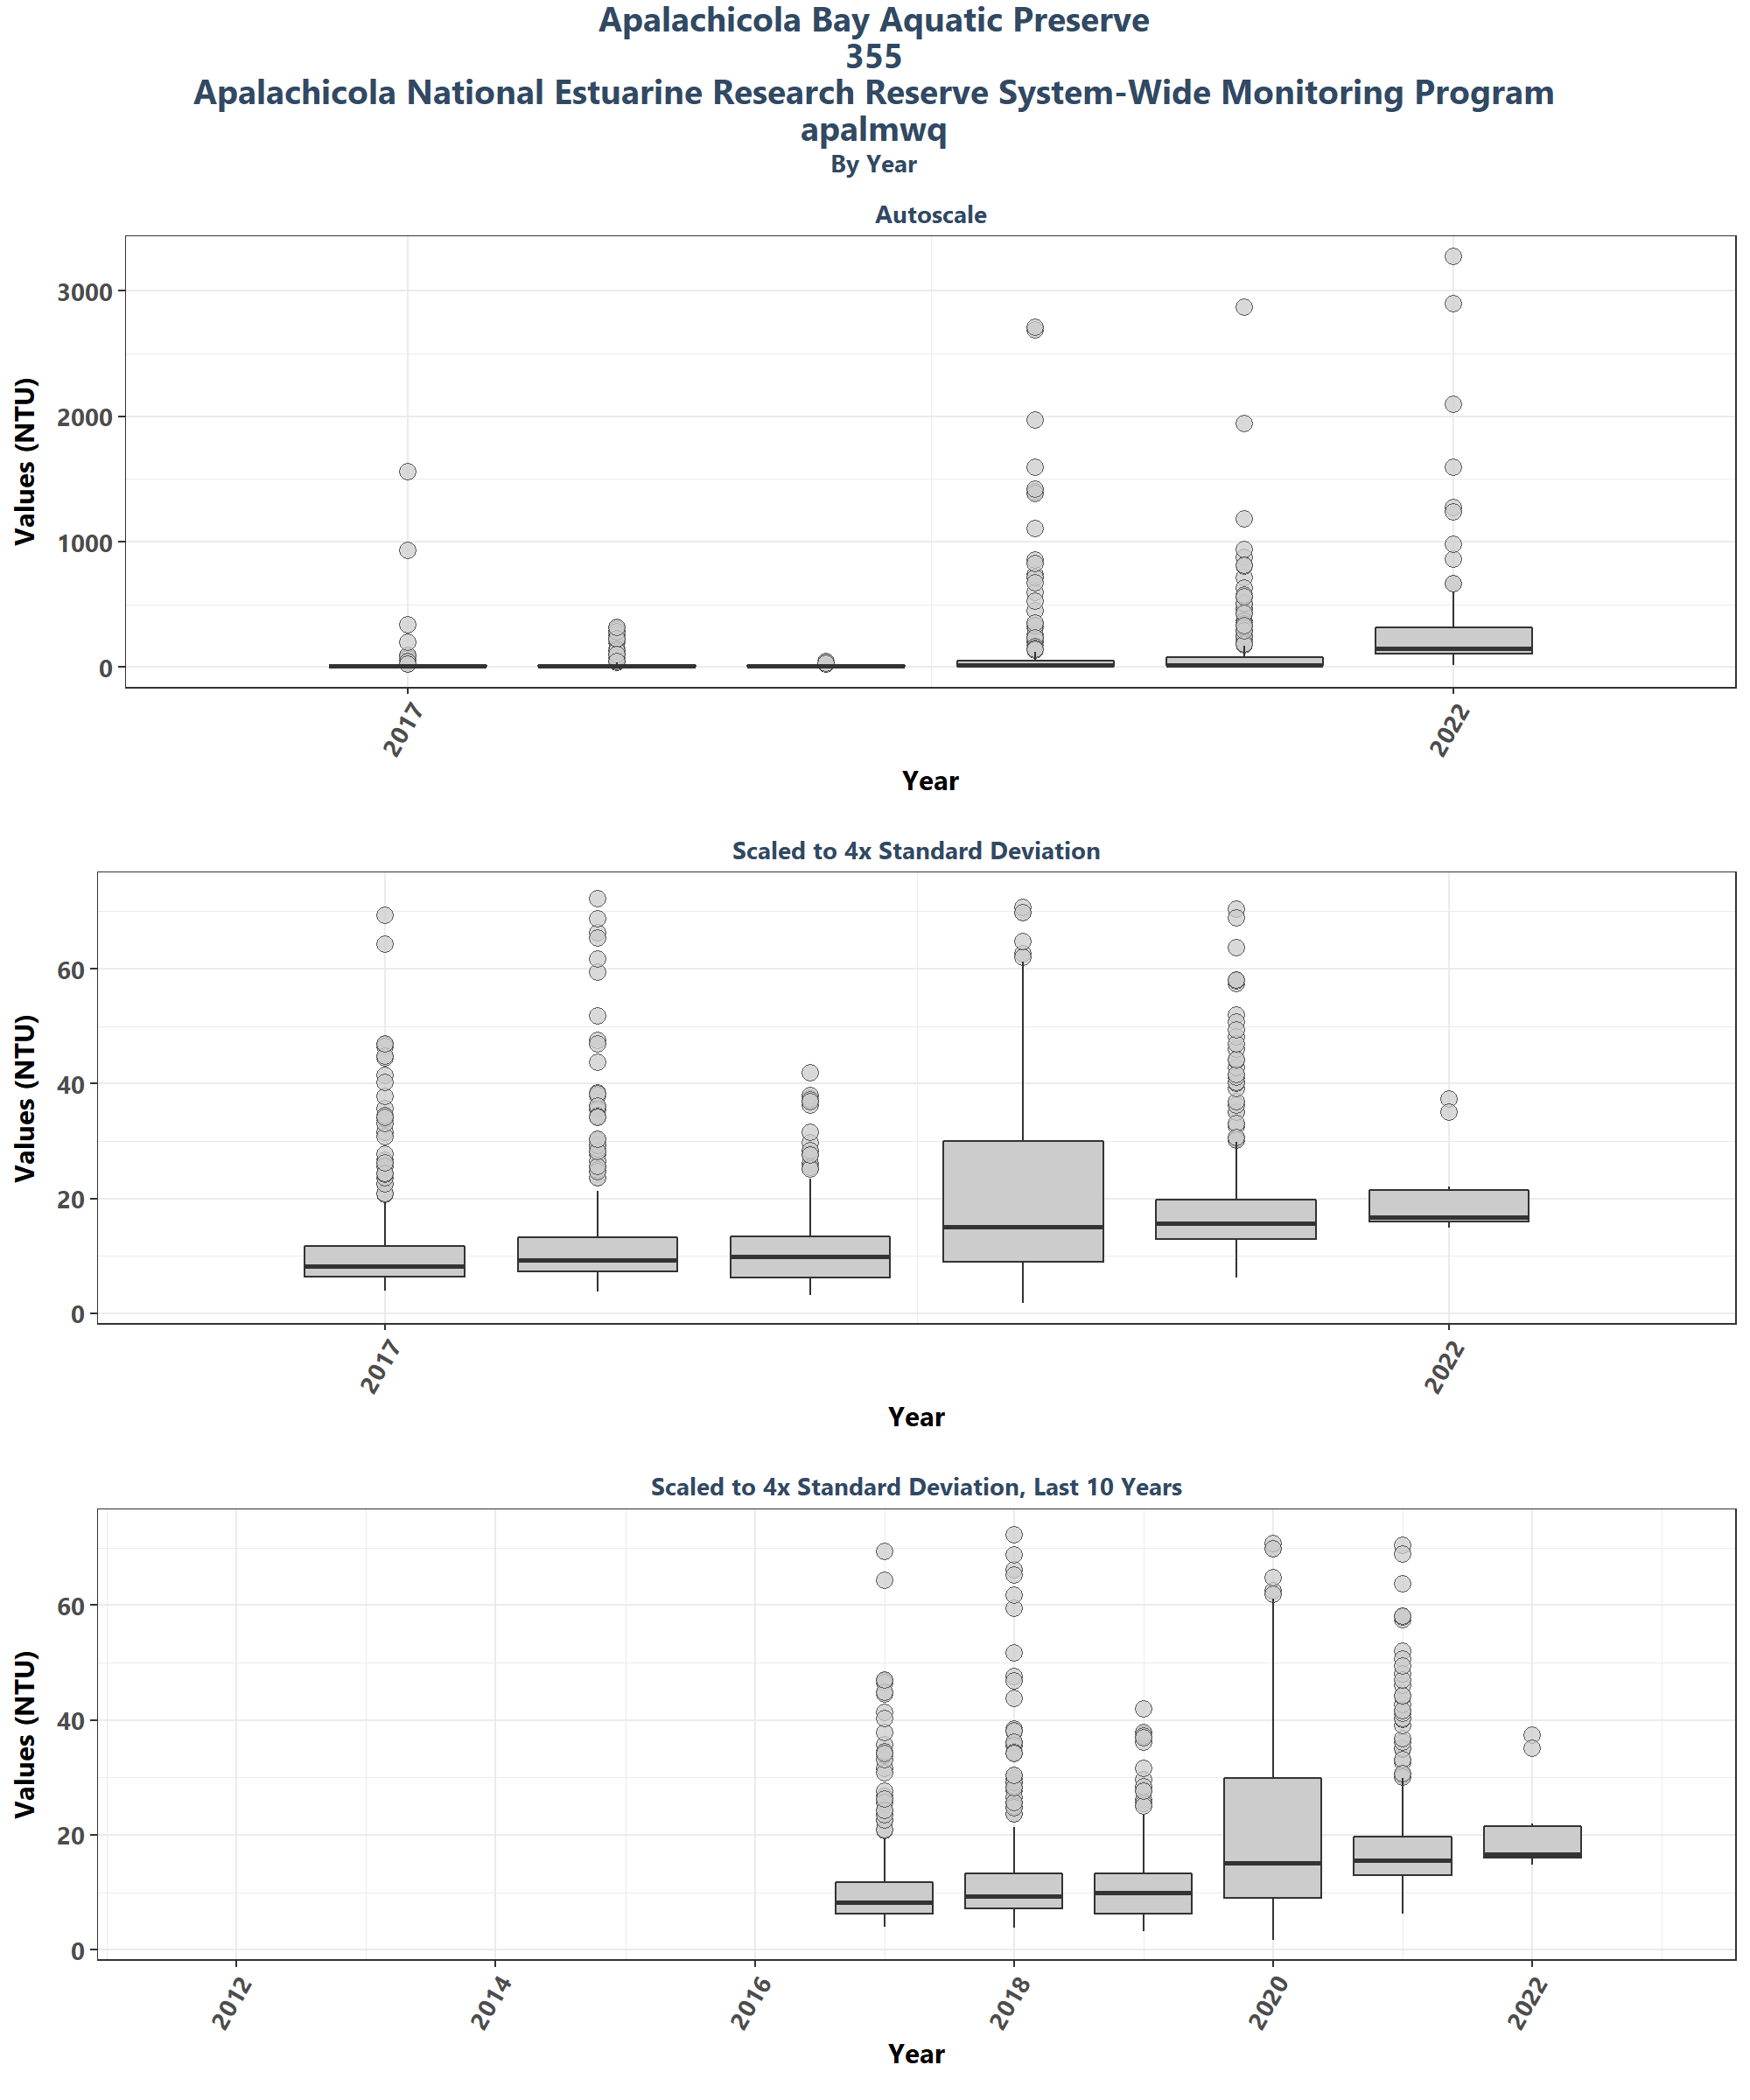 Apalachicola Bay Aquatic Preserve
355
Apalachicola National Estuarine Research Reserve System-Wide Monitoring Program
apalmwq
By Year
Autoscale
Values (NTU)
3000
2000
1000
0
2017
2022
Year
Scaled to 4x Standard Deviation
Values (NTU)
60
40
20
0
2017
2022
Year
Scaled to 4x Standard Deviation, Last 10 Years
Values (NTU)
60
40
20
0
2012
2014
2016
2018
2020
2022
Year